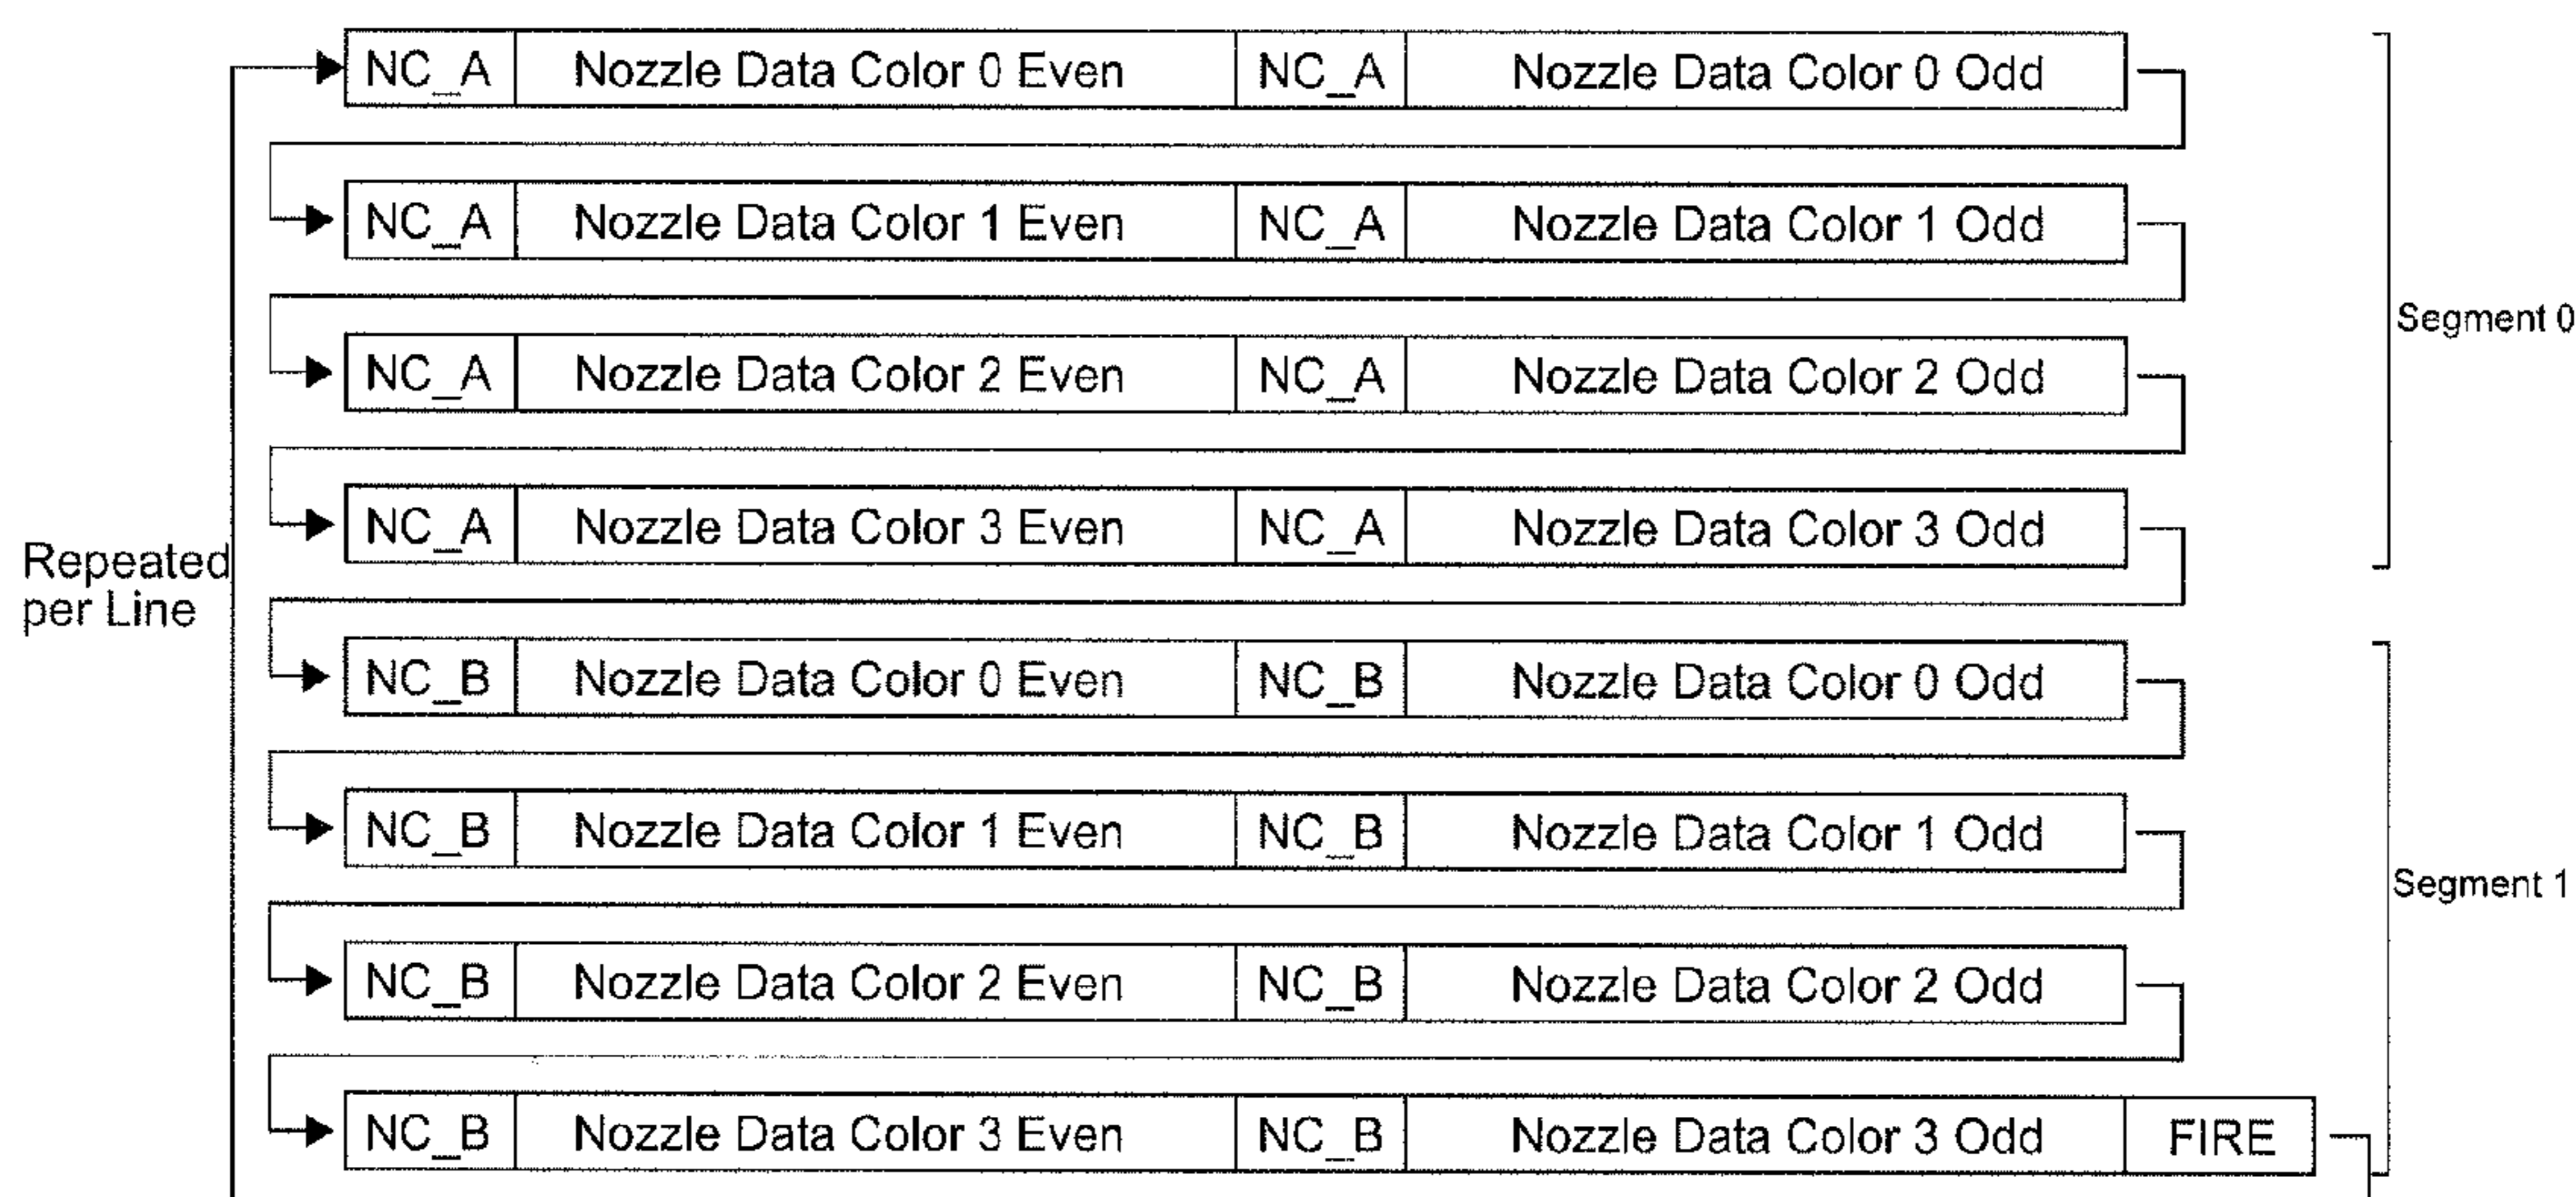 NC_A Nozzle Data Color 0 Even NC_A Nozzle Data Color 0 Odd
NC_A Nozzle Data Color 1 Even NC_A Nozzle Data Color 1 Odd
NC_A Nozzle Data Color 2 Even NC_A Nozzle Data Color 2 Odd
NC_A Nozzle Data Color 3 Even NC_A Nozzle Data Color 3 Odd
Segment 0
Repeated
per Line
NC_B Nozzle Data Color 0 Even NC_B Nozzle Data Color 0 Odd
NC_B Nozzle Data Color 1 Even NC_B Nozzle Data Color 1 Odd
NC_B Nozzle Data Color 2 Even NC_B Nozzle Data Color 2 Odd
NC_B Nozzle Data Color 3 Even NC_B Nozzle Data Color 3 Odd FIRE
Segment 1